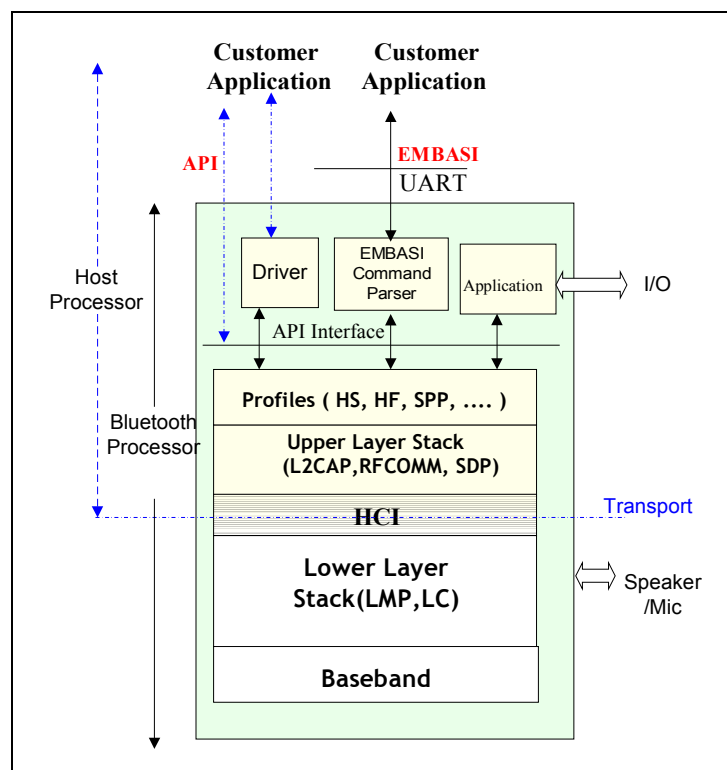 Customer
Application
Customer
Application
API
EMBASI
UART
Host
Processor
Driver
EMBASI
Command
Parser
Application
I/O
API Interface
Profiles ( HS, HF, SPP, .... )
Bluetooth
Processor
Upper Layer Stack
(L2CAP,RFCOMM, SDP)
HCI
Transport
Lower Layer
Stack(LMP,LC)
Speaker
/Mic
Baseband